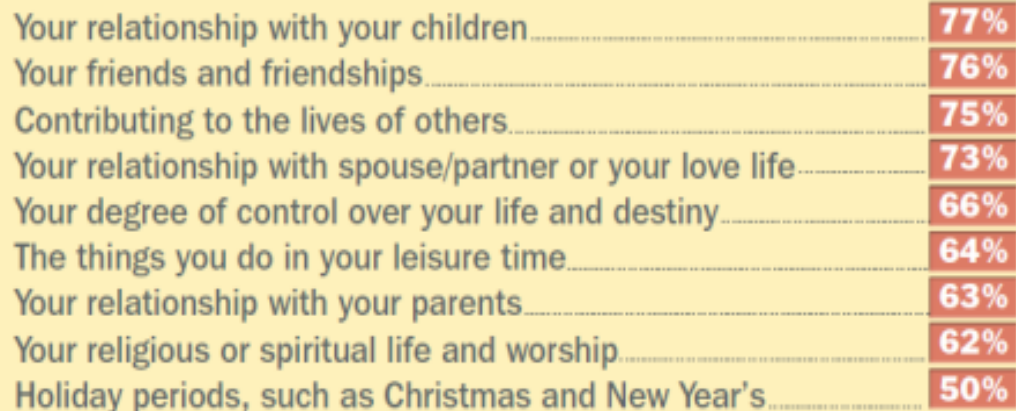 Your relationship with your children 77%
Your friends and friendships 76%
Contributing to the lives of others 75%
Your relationship with spouse/partner or your love life 73%
Your degree of control over your life and destiny 66%
The things you do in your leisure time 64%
Your relationship with your parents 63%
Your religious or spiritual life and worship 62%
Holiday periods, such as Christmas and New Year’s 50%